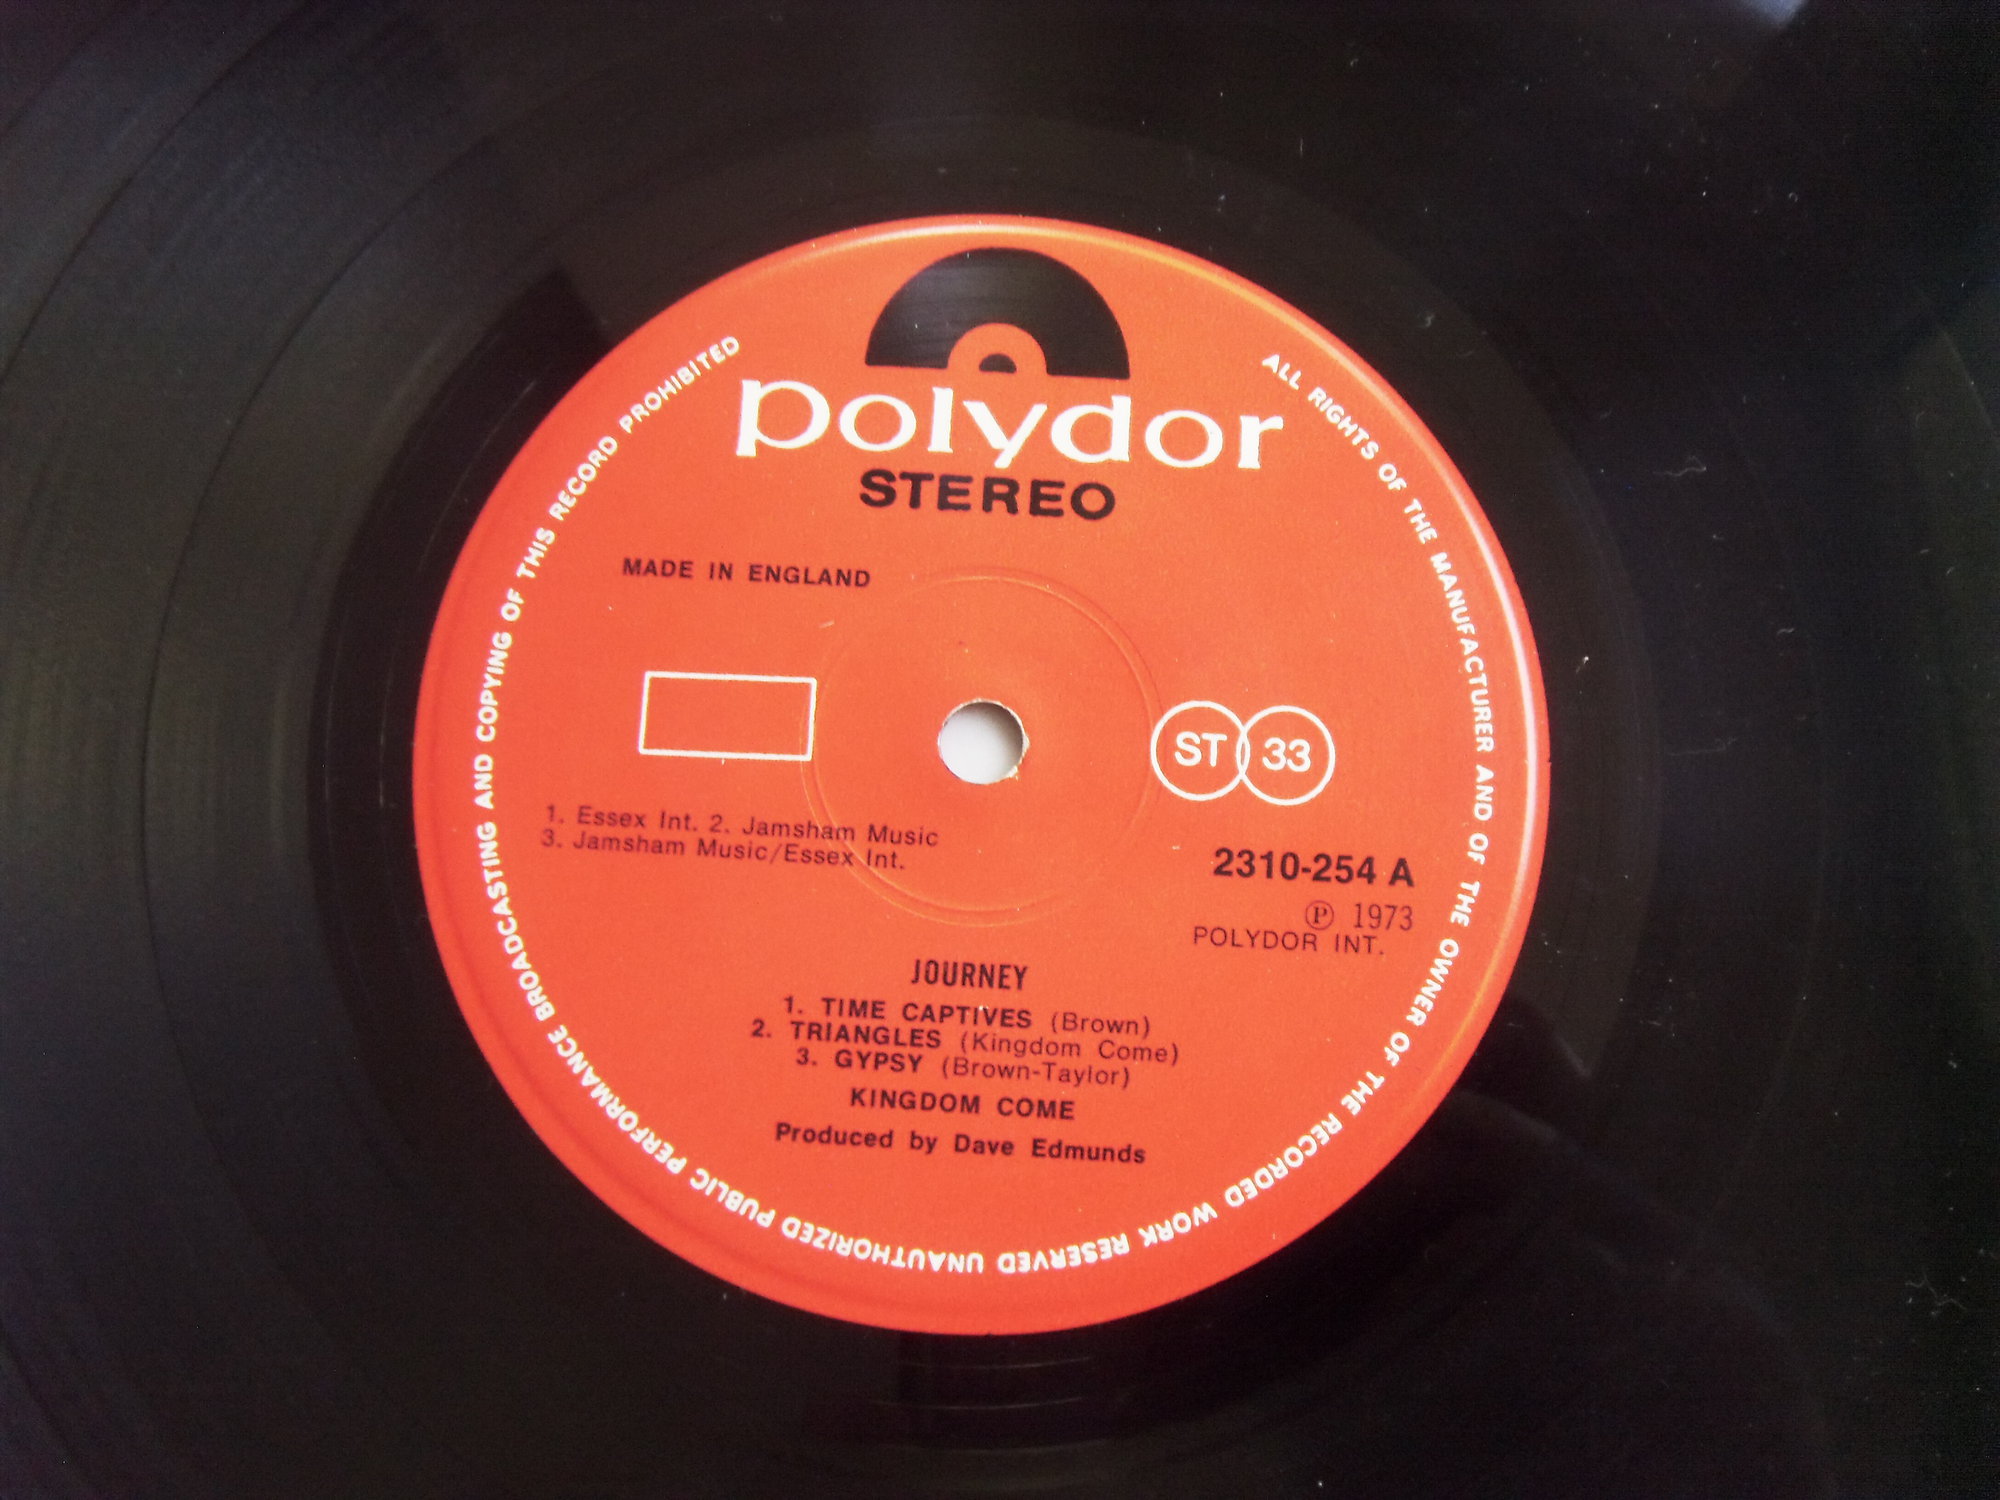 polydor
STEREO
MADE IN ENGLAND
ST 33
1. Essex Int. 2. Jamsham Music
3. Jamsham Music/Essex Int.
2310-254 A
℗ 1973
POLYDOR INT.
JOURNEY
1. TIME CAPTIVES (Brown)
2. TRIANGLES (Kingdom Come)
3. GYPSY (Brown-Taylor)
KINGDOM COME
Produced by Dave Edmunds
ALL RIGHTS OF THE MANUFACTURER AND OF THE OWNER OF THE RECORDED WORK RESERVED UNAUTHORIZED PUBLIC PERFORMANCE BROADCASTING AND COPYING OF THIS RECORD PROHIBITED